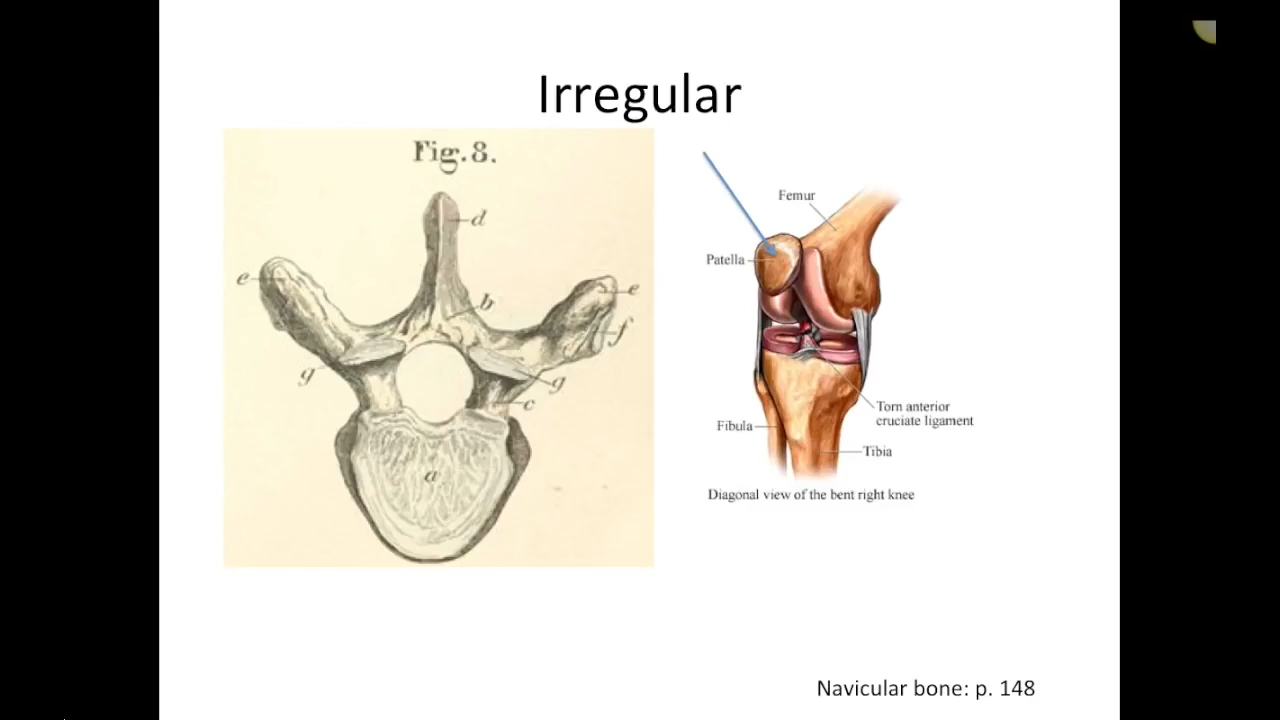 Irregular
Fig. 8.
d
e
e
b
f
g
g
c
a
Femur
Patella
Torn anterior
cruciate ligament
Fibula
Tibia
Diagonal view of the bent right knee
Navicular bone: p. 148